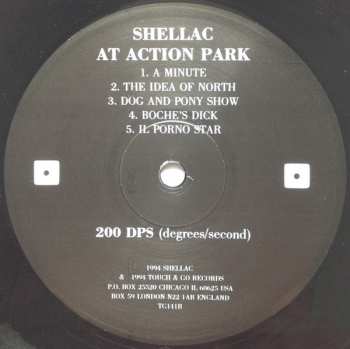 SHELLAC
AT ACTION PARK
1. A MINUTE
2. THE IDEA OF NORTH
3. DOG AND PONY SHOW
4. BOCHE'S DICK
5. IL PORNO STAR
200 DPS (degrees/second)
1994 SHELLAC
& 1994 TOUCH & GO RECORDS
P.O. BOX 25520 CHICAGO IL 60625 USA
BOX 59 LONDON N22 1AR ENGLAND
TG141B